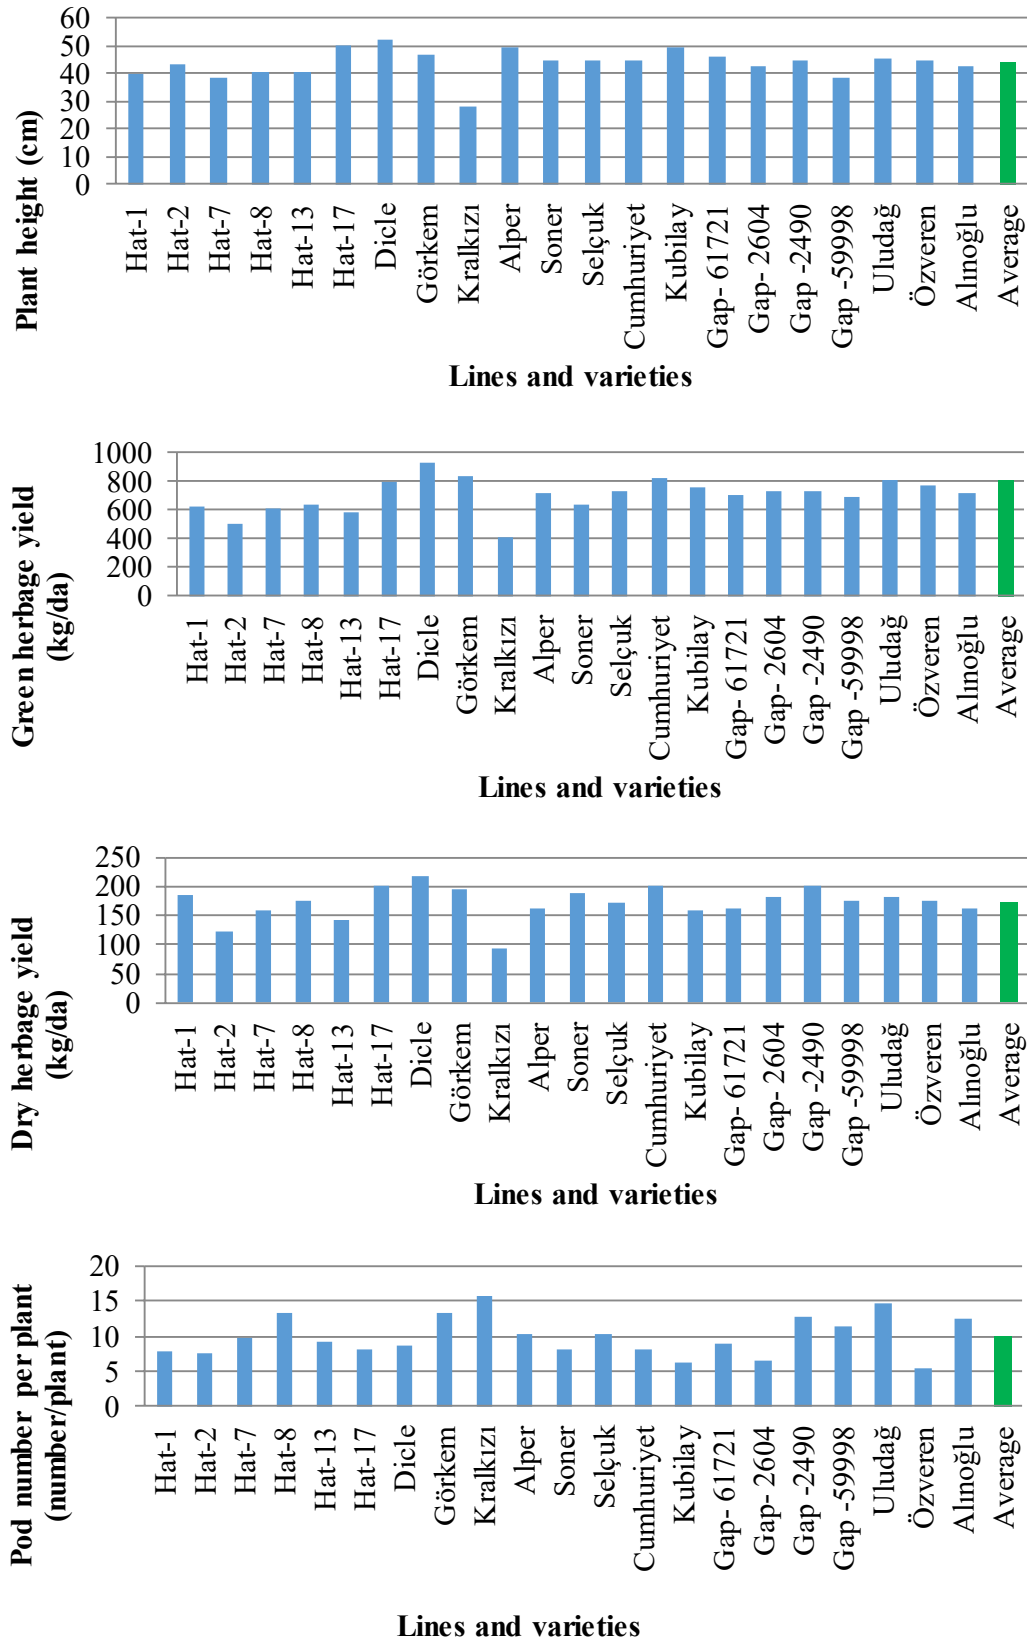 Plant height (cm)
60
50
40
30
20
10
0
Hat-1
Hat-2
Hat-7
Hat-8
Hat-13
Hat-17
Dicle
Görkem
Kralkızı
Alper
Soner
Selçuk
Cumhuriyet
Kubilay
Gap- 61721
Gap- 2604
Gap -2490
Gap -59998
Uludağ
Özveren
Alınoğlu
Average
Lines and varieties
Green herbage yield
(kg/da)
1000
800
600
400
200
0
Hat-1
Hat-2
Hat-7
Hat-8
Hat-13
Hat-17
Dicle
Görkem
Kralkızı
Alper
Soner
Selçuk
Cumhuriyet
Kubilay
Gap- 61721
Gap- 2604
Gap -2490
Gap -59998
Uludağ
Özveren
Alınoğlu
Average
Lines and varieties
Dry herbage yield
(kg/da)
250
200
150
100
50
0
Hat-1
Hat-2
Hat-7
Hat-8
Hat-13
Hat-17
Dicle
Görkem
Kralkızı
Alper
Soner
Selçuk
Cumhuriyet
Kubilay
Gap- 61721
Gap- 2604
Gap -2490
Gap -59998
Uludağ
Özveren
Alınoğlu
Average
Lines and varieties
Pod number per plant
(number/plant)
20
15
10
5
0
Hat-1
Hat-2
Hat-7
Hat-8
Hat-13
Hat-17
Dicle
Görkem
Kralkızı
Alper
Soner
Selçuk
Cumhuriyet
Kubilay
Gap- 61721
Gap- 2604
Gap -2490
Gap -59998
Uludağ
Özveren
Alınoğlu
Average
Lines and varieties